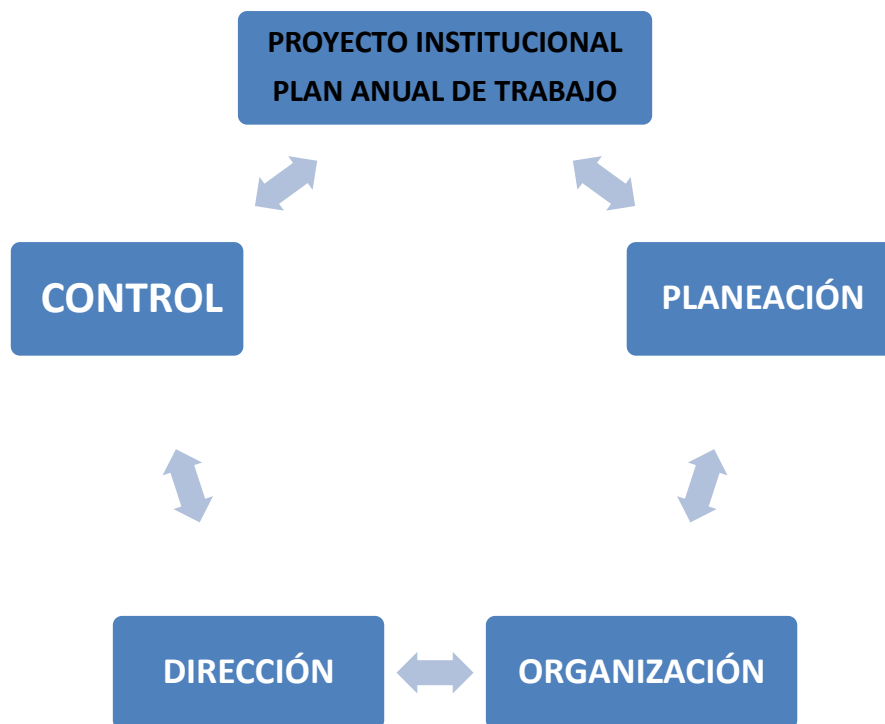 PROYECTO INSTITUCIONAL
PLAN ANUAL DE TRABAJO
CONTROL
PLANEACIÓN
DIRECCIÓN
ORGANIZACIÓN